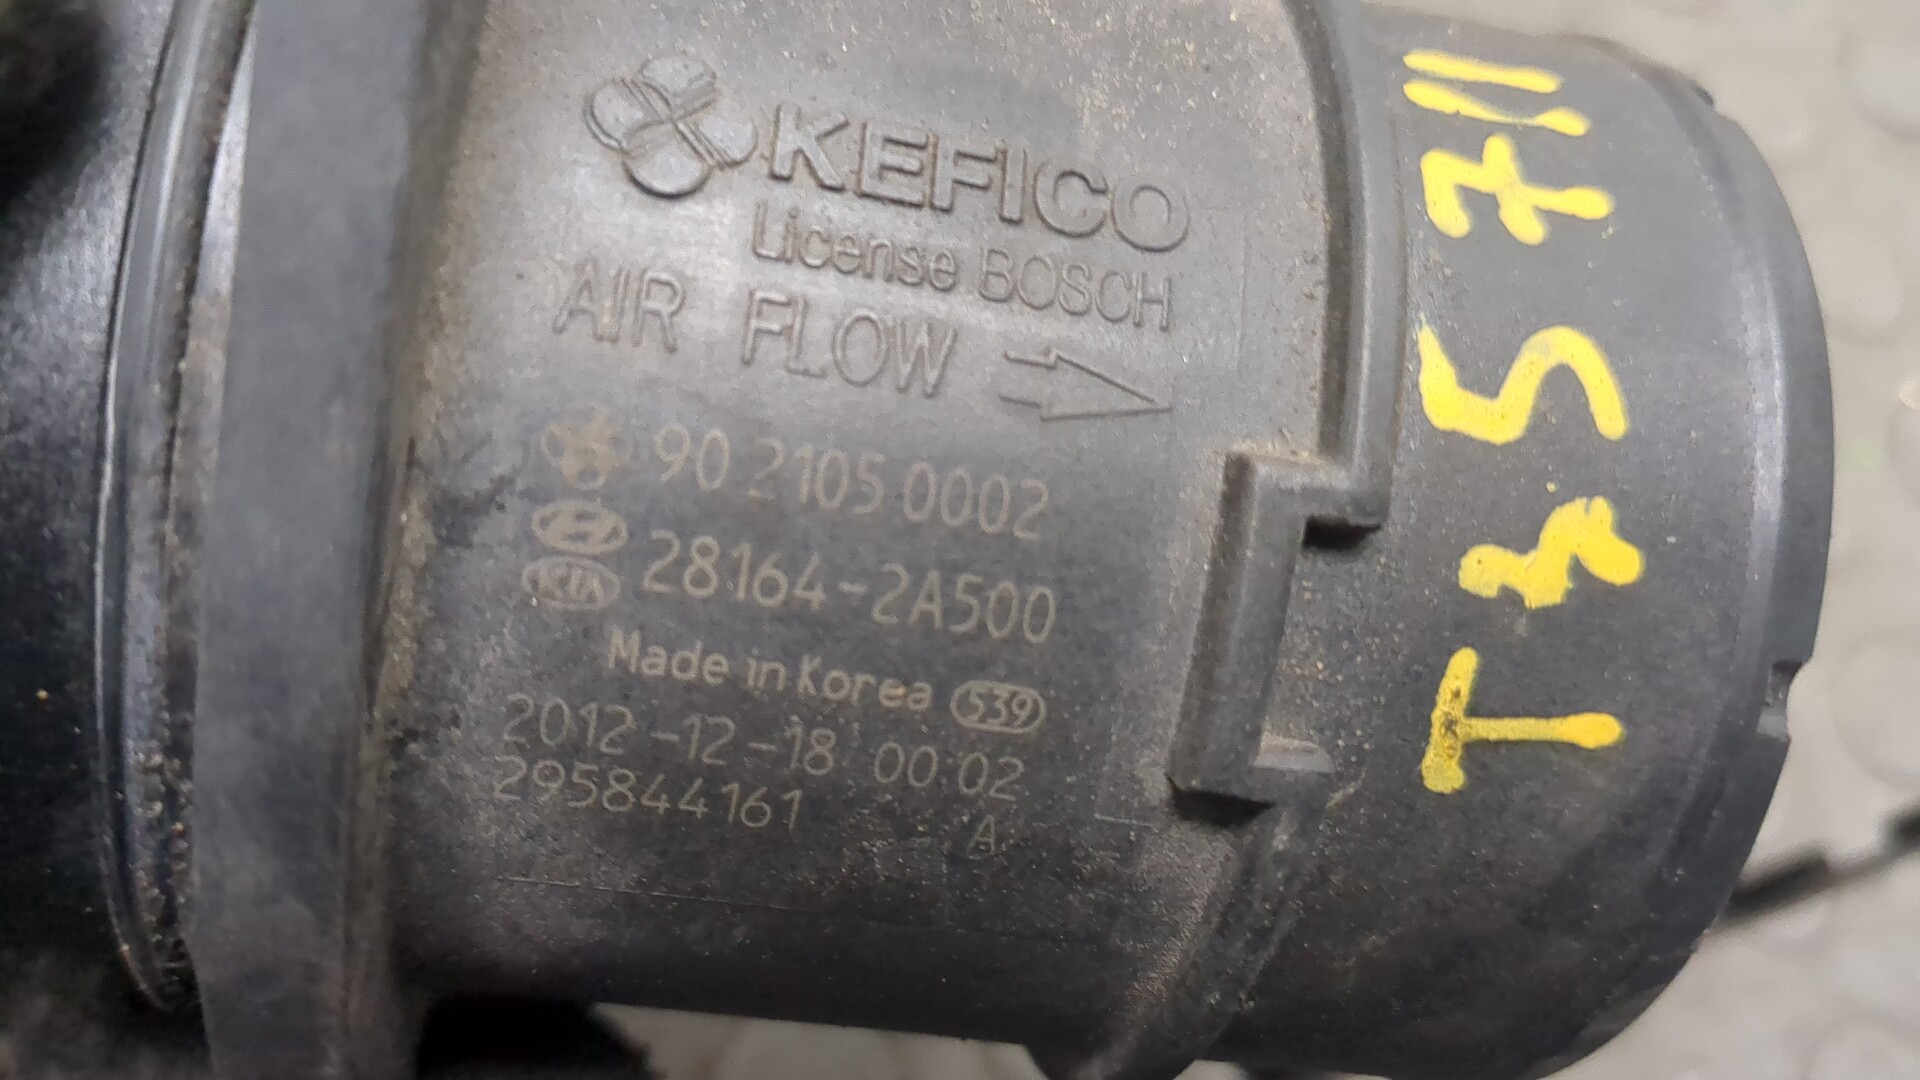 KEFICO
License BOSCH
AIR FLOW
90 2105 0002
KIA 28164-2A500
Made in Korea 539
2012-12-18 00:02
295844161 A